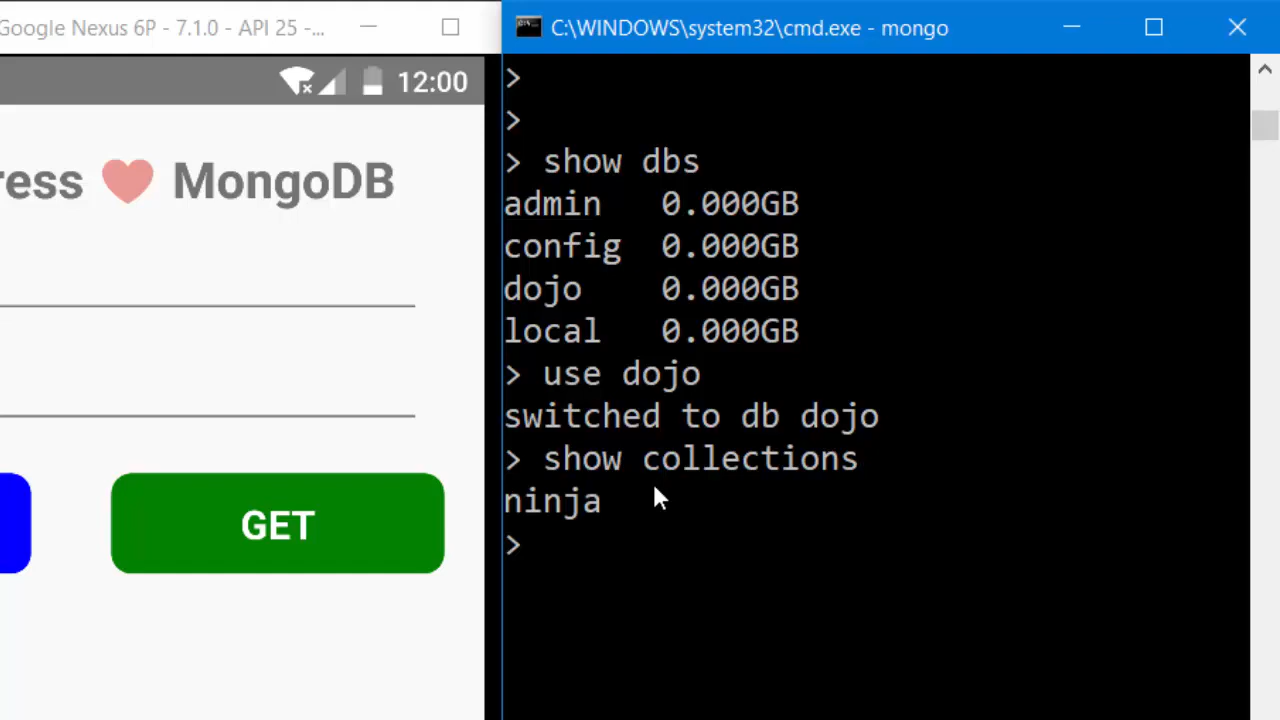 Google Nexus 6P - 7.1.0 - API 25 -...
12:00
ress ❤ MongoDB
GET
C:\WINDOWS\system32\cmd.exe - mongo
>
>
> show dbs
admin 0.000GB
config 0.000GB
dojo 0.000GB
local 0.000GB
> use dojo
switched to db dojo
> show collections
ninja
>